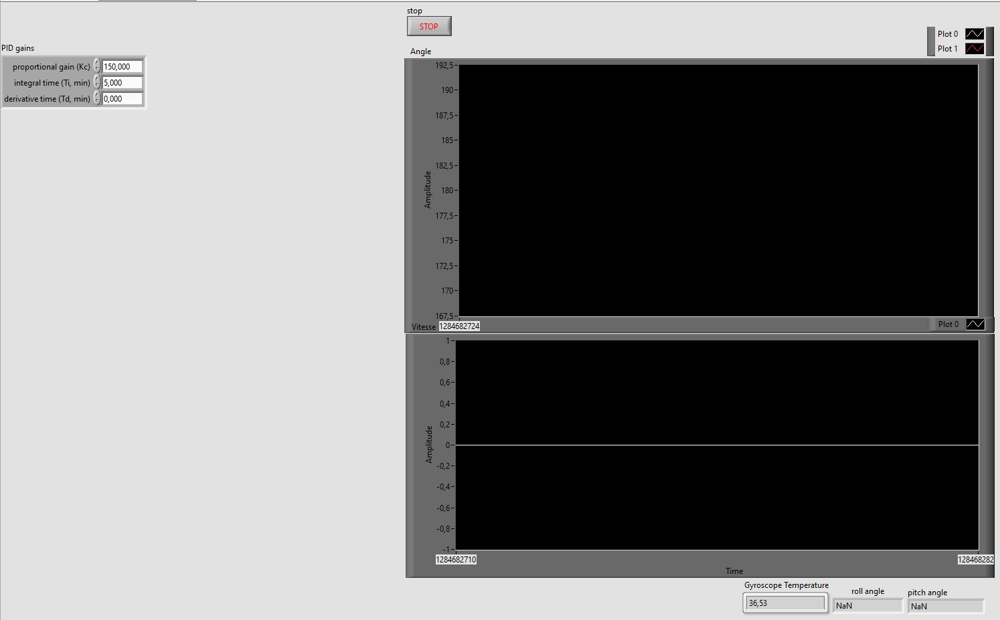 stop
STOP
PID gains
proportional gain (Kc) 150,000
integral time (Ti, min) 5,000
derivative time (Td, min) 0,000
Angle
Plot 0
Plot 1
192,5
190
187,5
185
182,5
180
177,5
175
172,5
170
167,5
Amplitude
1284682724
Vitesse
Plot 0
1
0,8
0,6
0,4
0,2
0
-0,2
-0,4
-0,6
-0,8
-1
Amplitude
1284682710
128468282
Time
Gyroscope Temperature
36,53
roll angle
NaN
pitch angle
NaN